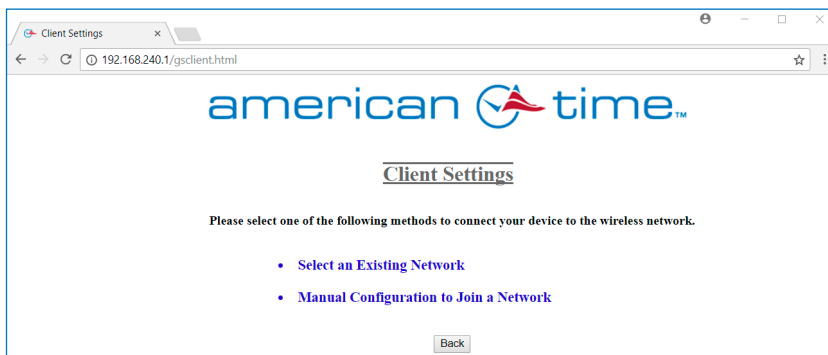 Client Settings
192.168.240.1/gsclient.html
american time™
Client Settings
Please select one of the following methods to connect your device to the wireless network.
• Select an Existing Network
• Manual Configuration to Join a Network
Back